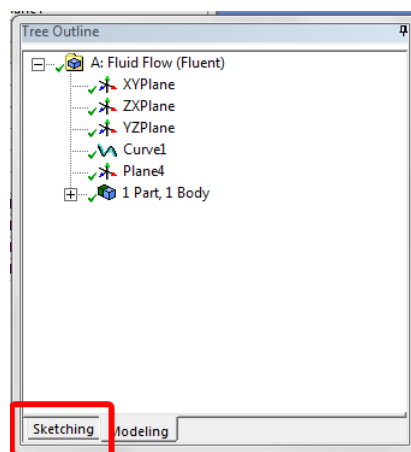 Tree Outline
A: Fluid Flow (Fluent)
XYPlane
ZXPlane
YZPlane
Curve1
Plane4
1 Part, 1 Body
Sketching Modeling